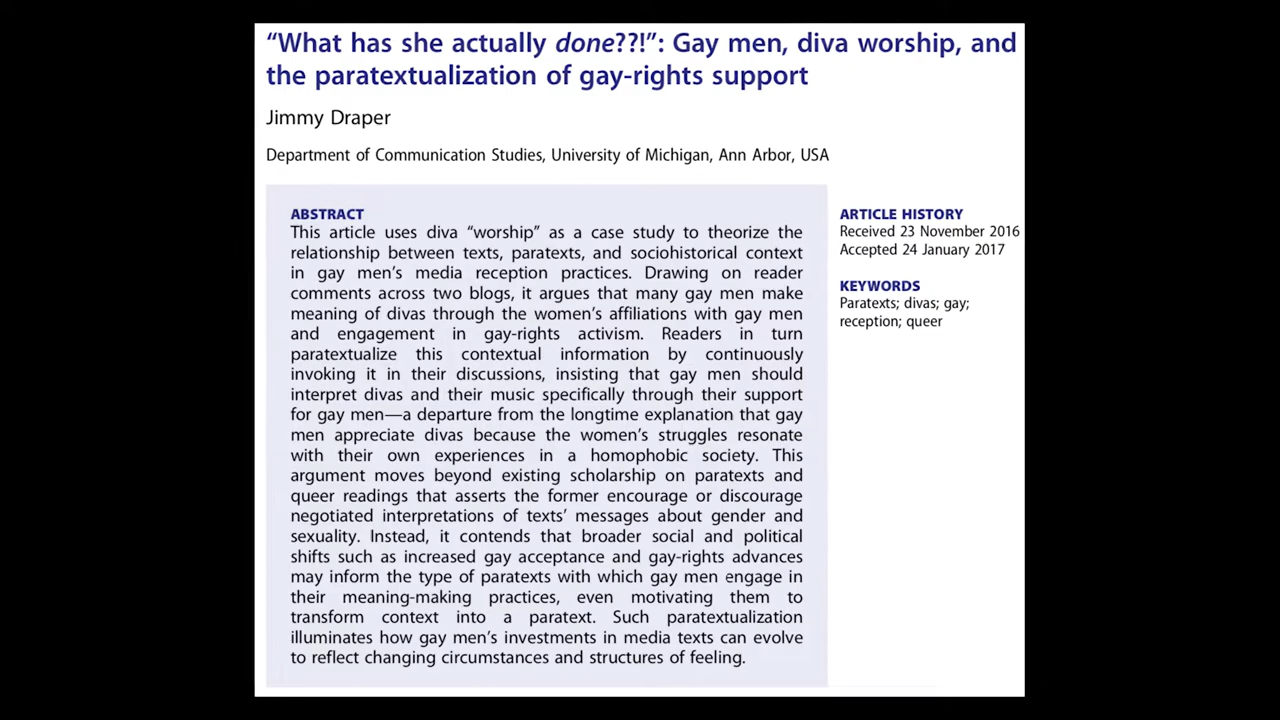 “What has she actually done??!”: Gay men, diva worship, and
the paratextualization of gay-rights support
Jimmy Draper
Department of Communication Studies, University of Michigan, Ann Arbor, USA
ABSTRACT
This article uses diva “worship” as a case study to theorize the
relationship between texts, paratexts, and sociohistorical context
in gay men’s media reception practices. Drawing on reader
comments across two blogs, it argues that many gay men make
meaning of divas through the women’s affiliations with gay men
and engagement in gay-rights activism. Readers in turn
paratextualize this contextual information by continuously
invoking it in their discussions, insisting that gay men should
interpret divas and their music specifically through their support
for gay men—a departure from the longtime explanation that gay
men appreciate divas because the women’s struggles resonate
with their own experiences in a homophobic society. This
argument moves beyond existing scholarship on paratexts and
queer readings that asserts the former encourage or discourage
negotiated interpretations of texts’ messages about gender and
sexuality. Instead, it contends that broader social and political
shifts such as increased gay acceptance and gay-rights advances
may inform the type of paratexts with which gay men engage in
their meaning-making practices, even motivating them to
transform context into a paratext. Such paratextualization
illuminates how gay men’s investments in media texts can evolve
to reflect changing circumstances and structures of feeling.
ARTICLE HISTORY
Received 23 November 2016
Accepted 24 January 2017
KEYWORDS
Paratexts; divas; gay;
reception; queer